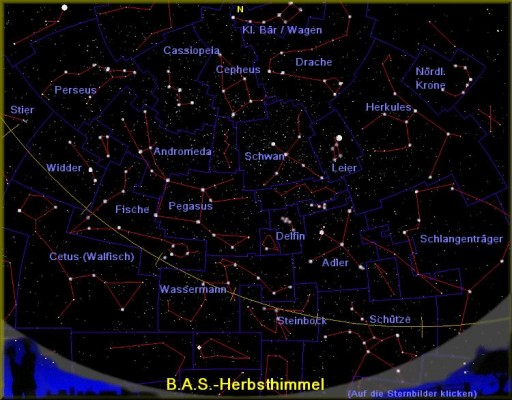 N
Kl. Bär / Wagen
Cassiopeia
Drache
Cepheus
Nördl.
Krone
Perseus
Stier
Herkules
Andromeda
Schwan
Widder
Leier
Fische
Pegasus
Delfin
Schlangenträger
Cetus (Walfisch)
Adler
Wassermann
Steinbock
Schütze
B.A.S.-Herbsthimmel
(Auf die Sternbilder klicken)